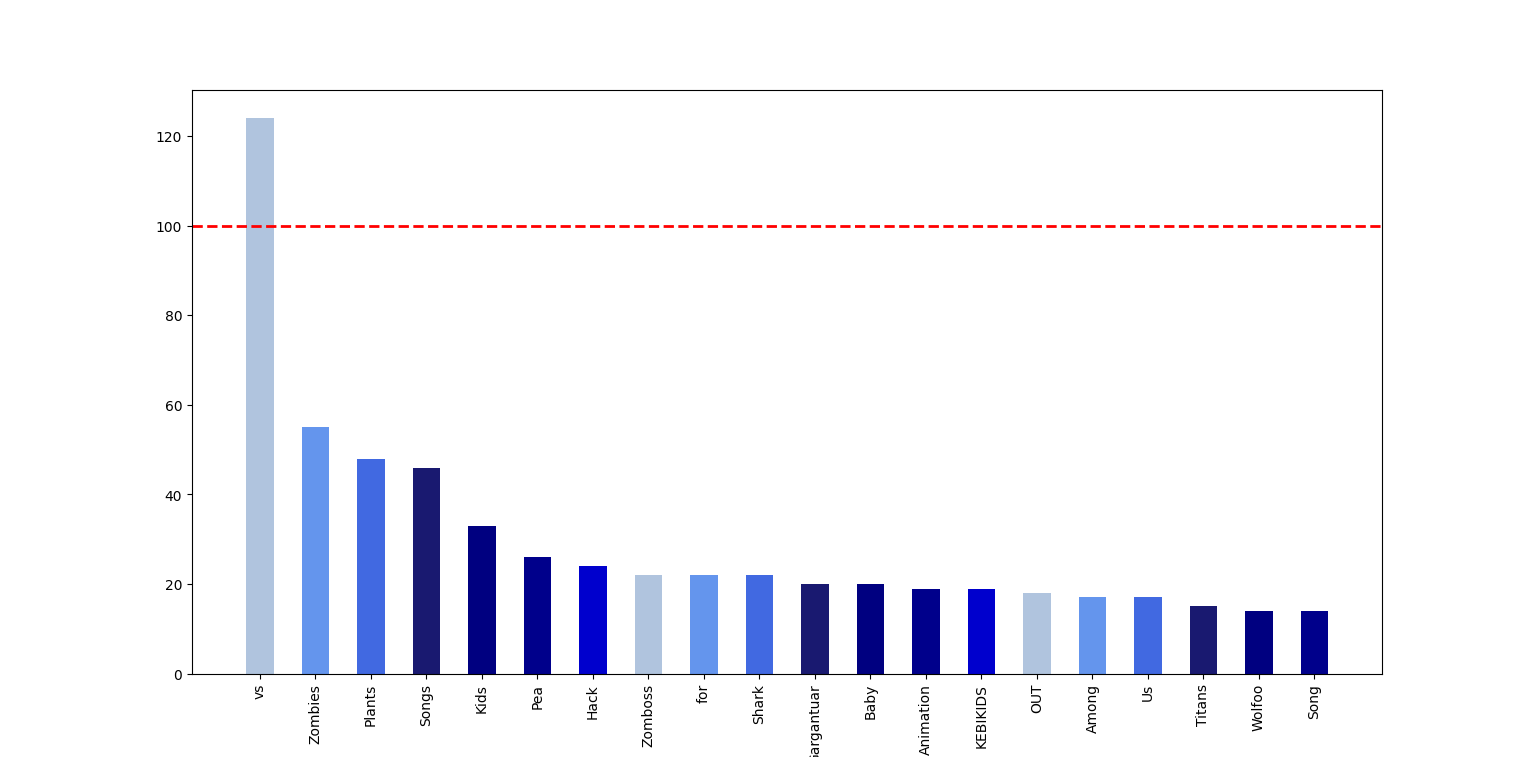 120
100
80
60
40
20
0
vs
Zombies
Plants
Songs
Kids
Pea
Hack
Zomboss
for
Shark
Gargantuar
Baby
Animation
KEBIKIDS
OUT
Among
Us
Titans
Wolfoo
Song